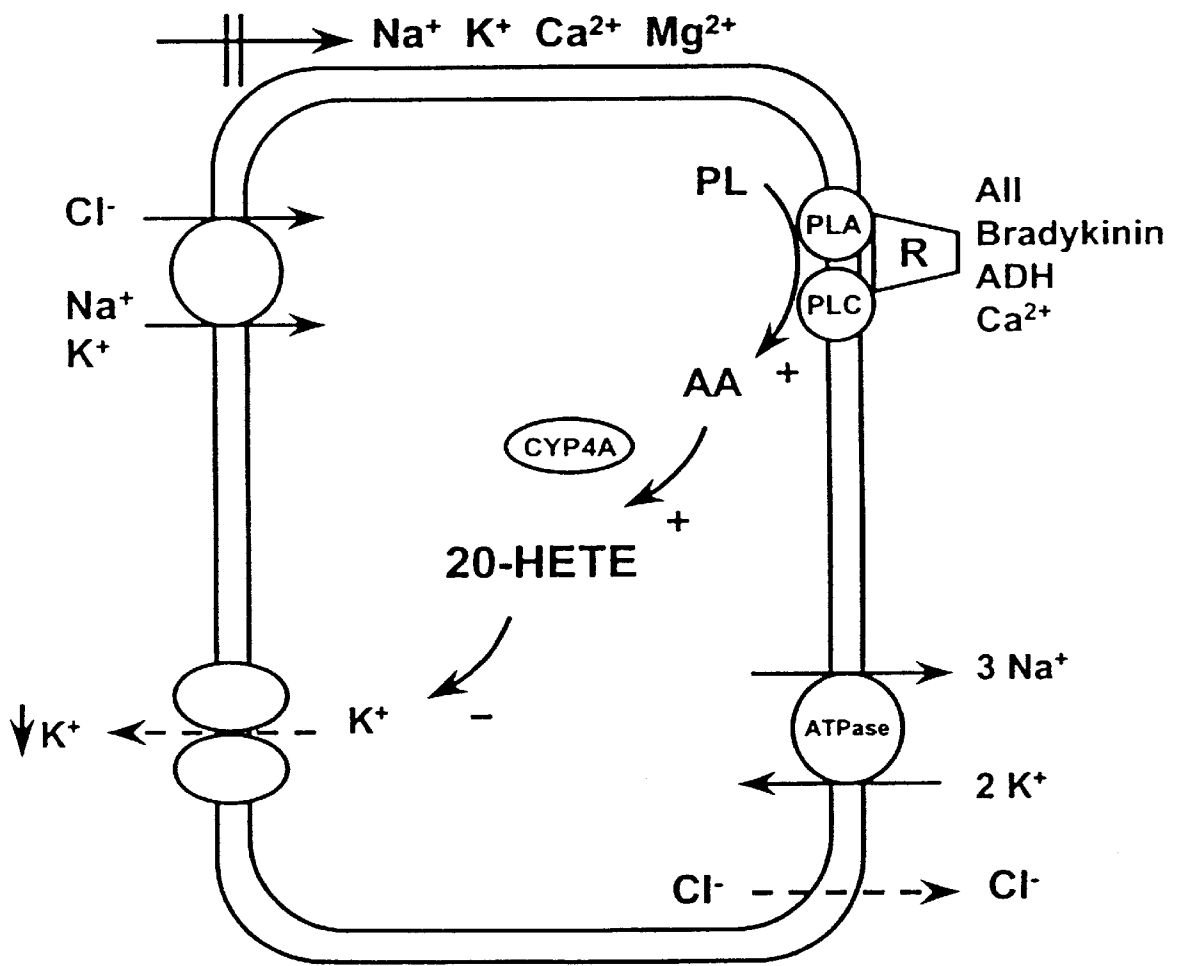 Na⁺ K⁺ Ca²⁺ Mg²⁺
Cl⁻
Na⁺
K⁺
PL
PLA
PLC
R
AII
Bradykinin
ADH
Ca²⁺
AA
+
CYP4A
+
20-HETE
−
K⁺
K⁺
3 Na⁺
ATPase
2 K⁺
Cl⁻
Cl⁻